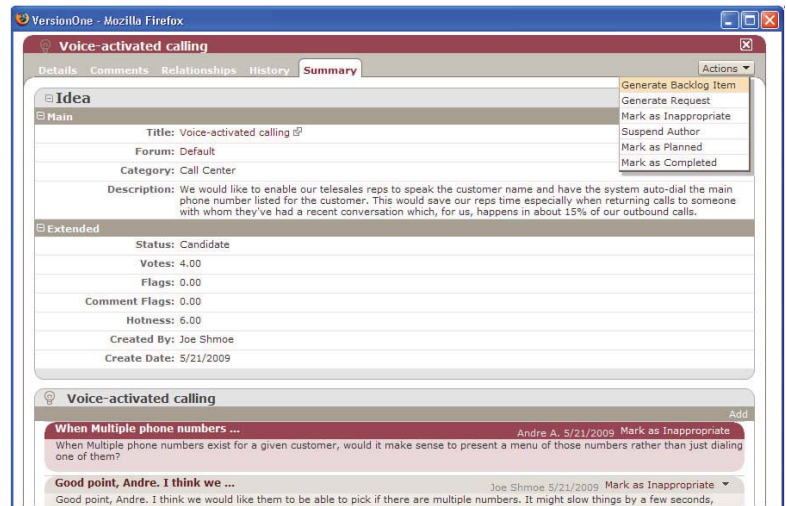 VersionOne - Mozilla Firefox
Voice-activated calling
Details Comments Relationships History Summary
Actions
Generate Backlog Item
Generate Request
Mark as Inappropriate
Suspend Author
Mark as Planned
Mark as Completed
Idea
Main
Title: Voice-activated calling
Forum: Default
Category: Call Center
Description: We would like to enable our telesales reps to speak the customer name and have the system auto-dial the main
phone number listed for the customer. This would save our reps time especially when returning calls to someone
with whom they've had a recent conversation which, for us, happens in about 15% of our outbound calls.
Extended
Status: Candidate
Votes: 4.00
Flags: 0.00
Comment Flags: 0.00
Hotness: 6.00
Created By: Joe Shmoe
Create Date: 5/21/2009
Voice-activated calling
Add
When Multiple phone numbers ... Andre A. 5/21/2009 Mark as Inappropriate
When Multiple phone numbers exist for a given customer, would it make sense to present a menu of those numbers rather than just dialing
one of them?
Good point, Andre. I think we ... Joe Shmoe 5/21/2009 Mark as Inappropriate
Good point, Andre. I think we would like them to be able to pick if there are multiple numbers. It might slow things by a few seconds,